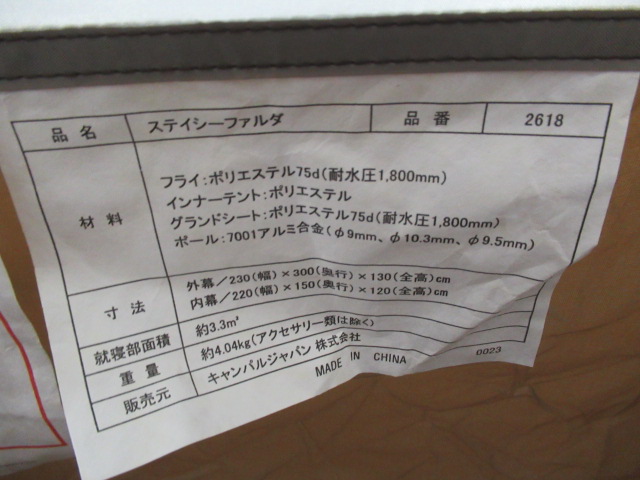 品名 ステイシーファルダ 品番 2618
材料 フライ:ポリエステル75d(耐水圧1,800mm)
インナーテント:ポリエステル
グランドシート:ポリエステル75d(耐水圧1,800mm)
ポール:7001アルミ合金(φ9mm、φ10.3mm、φ9.5mm)
寸法 外幕/230(幅)×300(奥行)×130(全高)cm
内幕/220(幅)×150(奥行)×120(全高)cm
就寝部面積 約3.3㎡
重量 約4.04kg(アクセサリー類は除く)
販売元 キャンパルジャパン 株式会社
MADE IN CHINA 0023